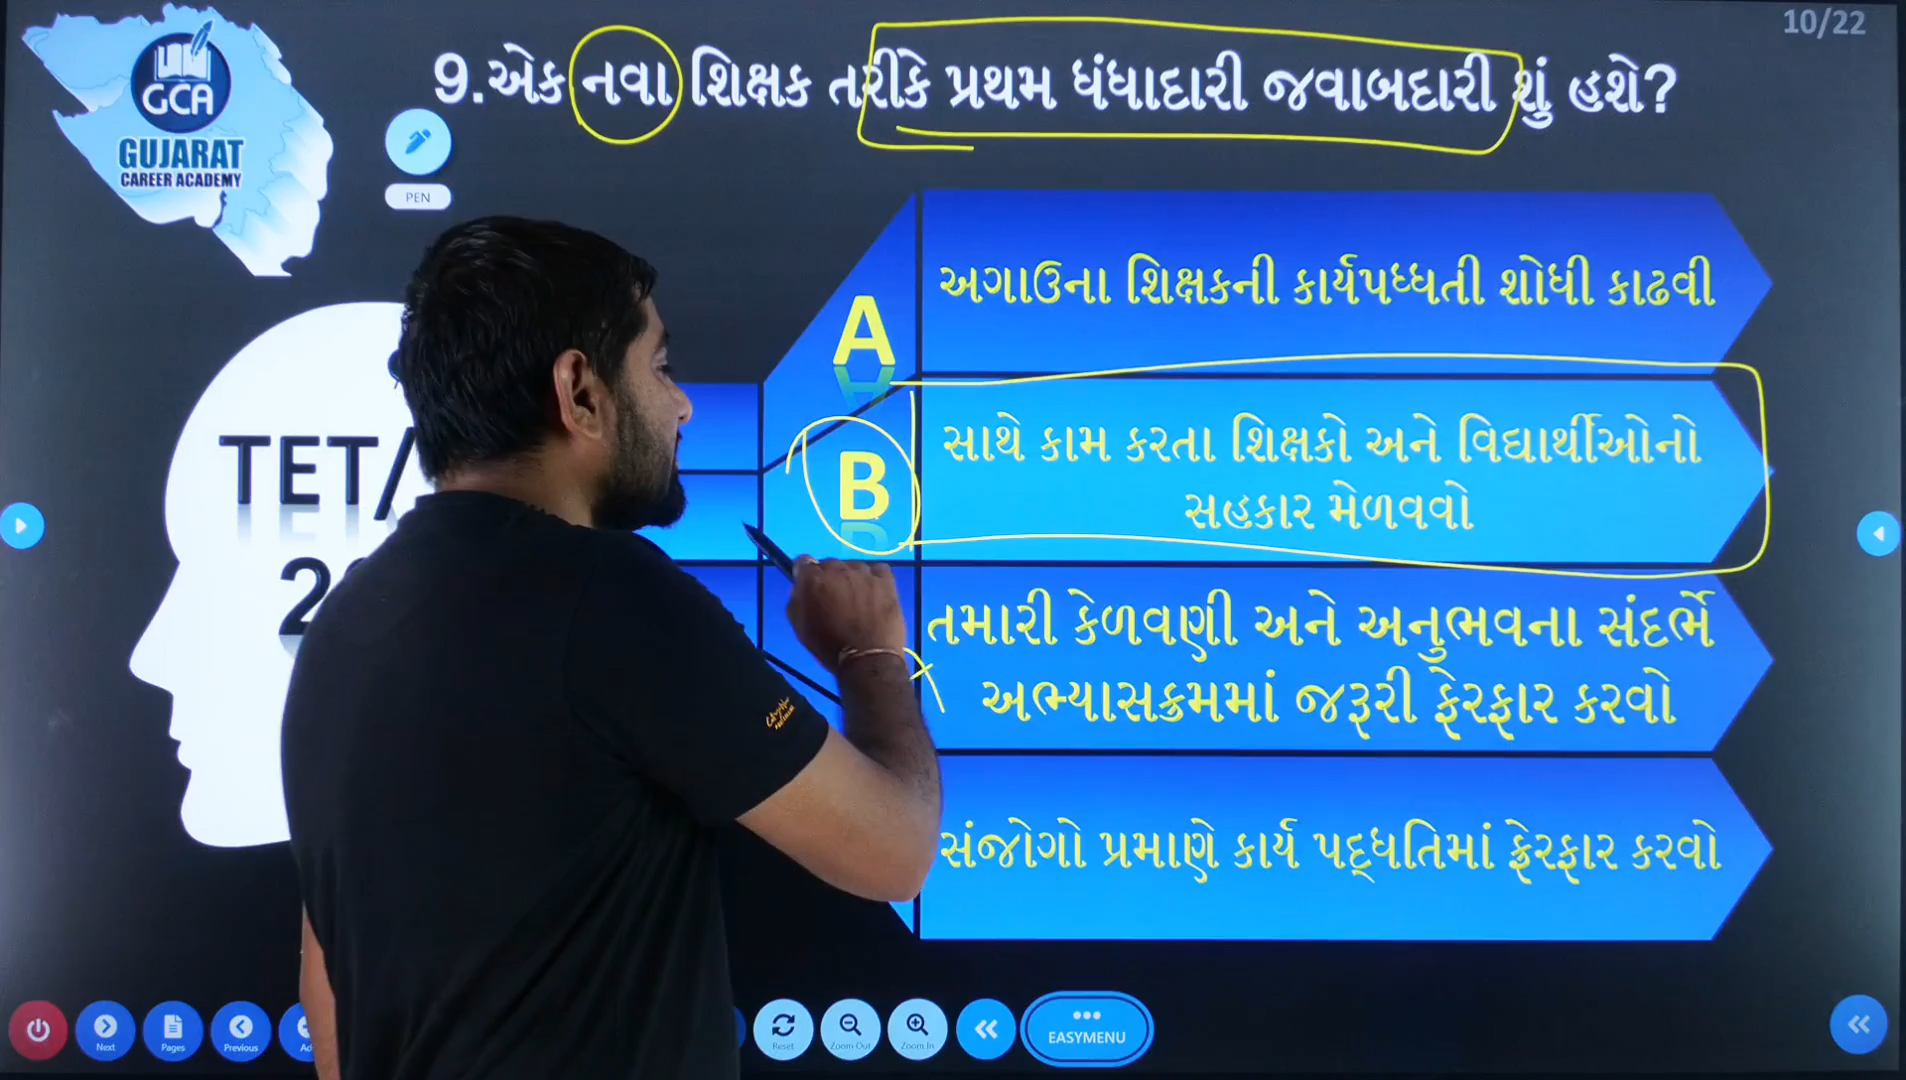 10/22
9.એક નવા શિક્ષક તરીકે પ્રથમ ધંધાદારી જવાબદારી શું હશે?
GCA
GUJARAT
CAREER ACADEMY
PEN
A
અગાઉના શિક્ષકની કાર્યપધ્ધતી શોધી કાઢવી
TET/
B
સાથે કામ કરતા શિક્ષકો અને વિદ્યાર્થીઓનો
સહકાર મેળવવો
2
તમારી કેળવણી અને અનુભવના સંદર્ભે
અભ્યાસક્રમમાં જરૂરી ફેરફાર કરવો
સંજોગો પ્રમાણે કાર્ય પદ્ધતિમાં ફેરફાર કરવો
Next
Pages
Previous
Reset
Zoom Out
Zoom In
EASYMENU